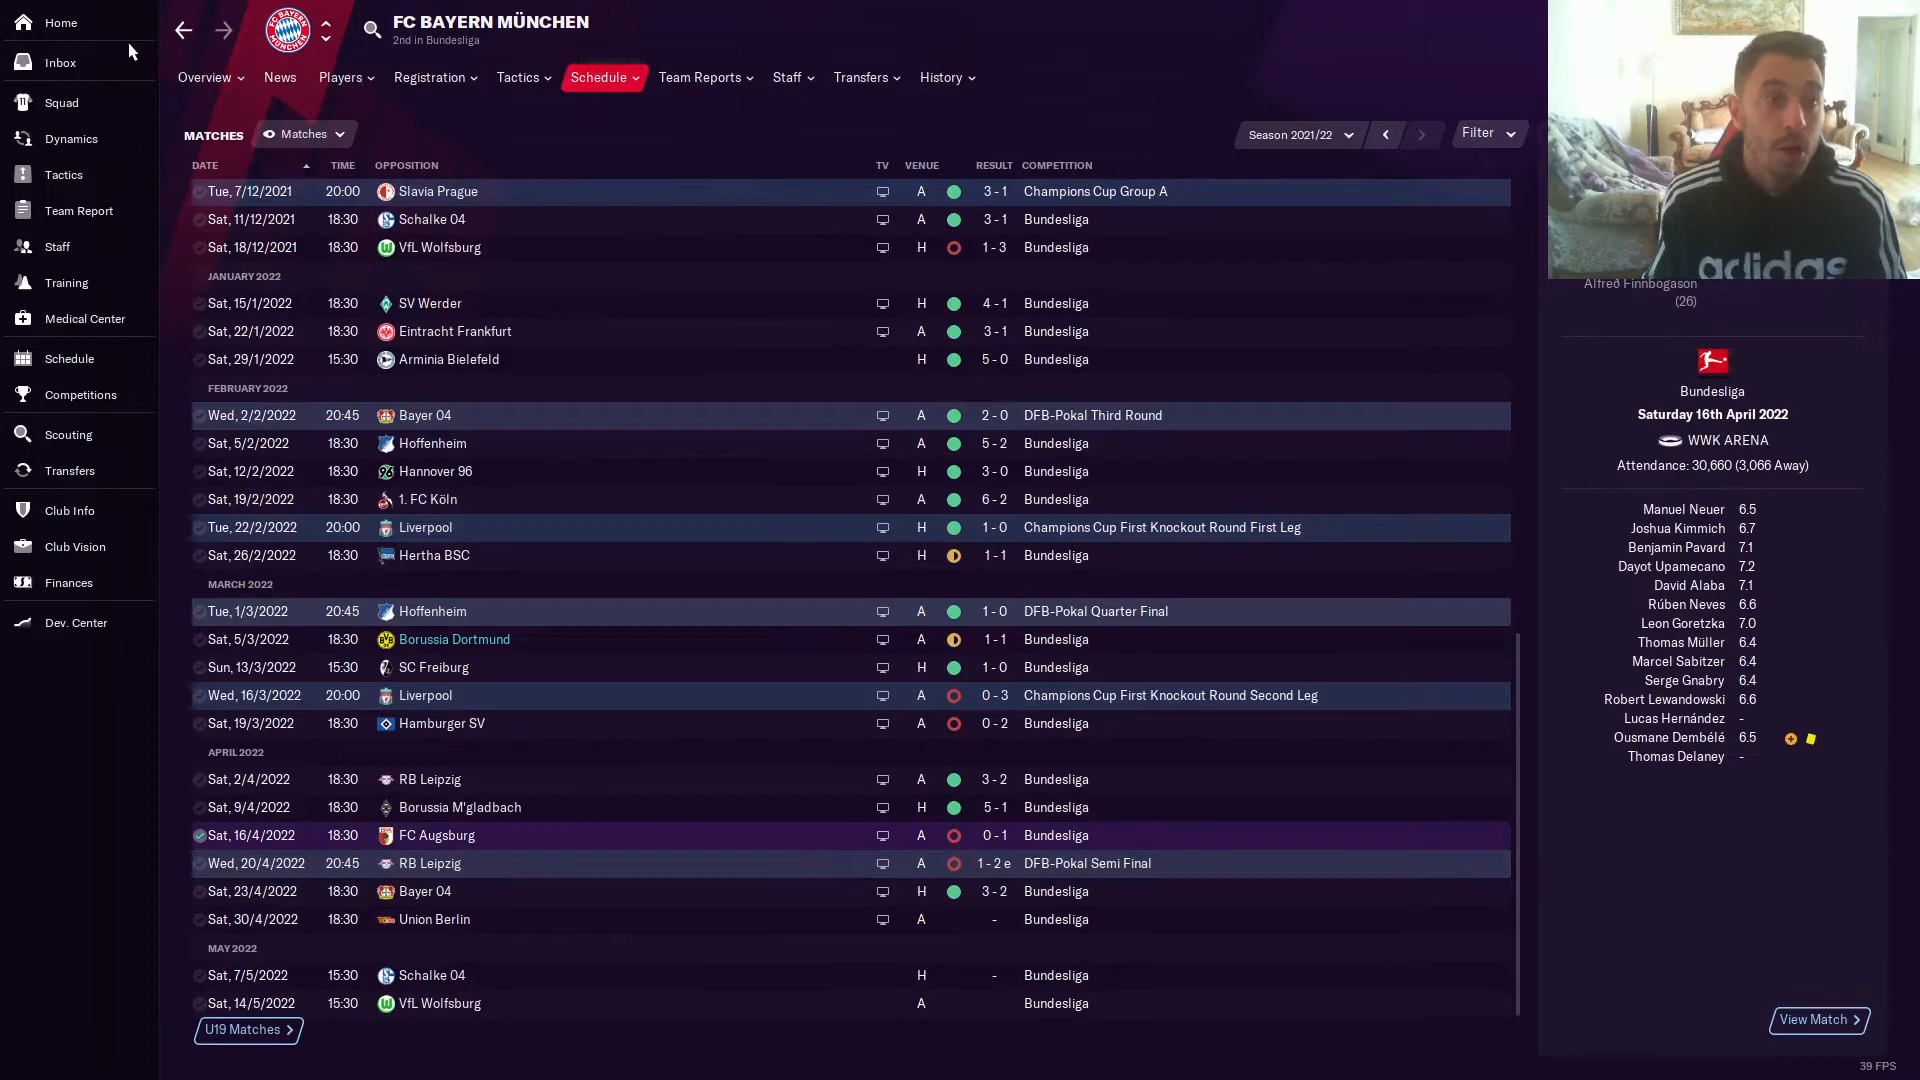 Home
Inbox
Squad
Dynamics
Tactics
Team Report
Staff
Training
Medical Center
Schedule
Competitions
Scouting
Transfers
Club Info
Club Vision
Finances
Dev. Center
FC BAYERN MÜNCHEN
2nd in Bundesliga
Overview News Players Registration Tactics Schedule Team Reports Staff Transfers History
MATCHES Matches Season 2021/22 Filter
DATE TIME OPPOSITION TV VENUE RESULT COMPETITION
Tue, 7/12/2021 20:00 Slavia Prague A 3 - 1 Champions Cup Group A
Sat, 11/12/2021 18:30 Schalke 04 A 3 - 1 Bundesliga
Sat, 18/12/2021 18:30 VfL Wolfsburg H 1 - 3 Bundesliga
JANUARY 2022
Sat, 15/1/2022 18:30 SV Werder H 4 - 1 Bundesliga
Sat, 22/1/2022 18:30 Eintracht Frankfurt A 3 - 1 Bundesliga
Sat, 29/1/2022 15:30 Arminia Bielefeld H 5 - 0 Bundesliga
FEBRUARY 2022
Wed, 2/2/2022 20:45 Bayer 04 A 2 - 0 DFB-Pokal Third Round
Sat, 5/2/2022 18:30 Hoffenheim A 5 - 2 Bundesliga
Sat, 12/2/2022 18:30 Hannover 96 H 3 - 0 Bundesliga
Sat, 19/2/2022 18:30 1. FC Köln A 6 - 2 Bundesliga
Tue, 22/2/2022 20:00 Liverpool H 1 - 0 Champions Cup First Knockout Round First Leg
Sat, 26/2/2022 18:30 Hertha BSC H 1 - 1 Bundesliga
MARCH 2022
Tue, 1/3/2022 20:45 Hoffenheim A 1 - 0 DFB-Pokal Quarter Final
Sat, 5/3/2022 18:30 Borussia Dortmund A 1 - 1 Bundesliga
Sun, 13/3/2022 15:30 SC Freiburg H 1 - 0 Bundesliga
Wed, 16/3/2022 20:00 Liverpool A 0 - 3 Champions Cup First Knockout Round Second Leg
Sat, 19/3/2022 18:30 Hamburger SV A 0 - 2 Bundesliga
APRIL 2022
Sat, 2/4/2022 18:30 RB Leipzig A 3 - 2 Bundesliga
Sat, 9/4/2022 18:30 Borussia M'gladbach H 5 - 1 Bundesliga
Sat, 16/4/2022 18:30 FC Augsburg A 0 - 1 Bundesliga
Wed, 20/4/2022 20:45 RB Leipzig A 1 - 2 e DFB-Pokal Semi Final
Sat, 23/4/2022 18:30 Bayer 04 H 3 - 2 Bundesliga
Sat, 30/4/2022 18:30 Union Berlin A - Bundesliga
MAY 2022
Sat, 7/5/2022 15:30 Schalke 04 H - Bundesliga
Sat, 14/5/2022 15:30 VfL Wolfsburg A Bundesliga
U19 Matches
adidas
Alfreð Finnbogason
(26)
Bundesliga
Saturday 16th April 2022
WWK ARENA
Attendance: 30,660 (3,066 Away)
Manuel Neuer 6.5
Joshua Kimmich 6.7
Benjamin Pavard 7.1
Dayot Upamecano 7.2
David Alaba 7.1
Rúben Neves 6.6
Leon Goretzka 7.0
Thomas Müller 6.4
Marcel Sabitzer 6.4
Serge Gnabry 6.4
Robert Lewandowski 6.6
Lucas Hernández -
Ousmane Dembélé 6.5
Thomas Delaney -
View Match
39 FPS